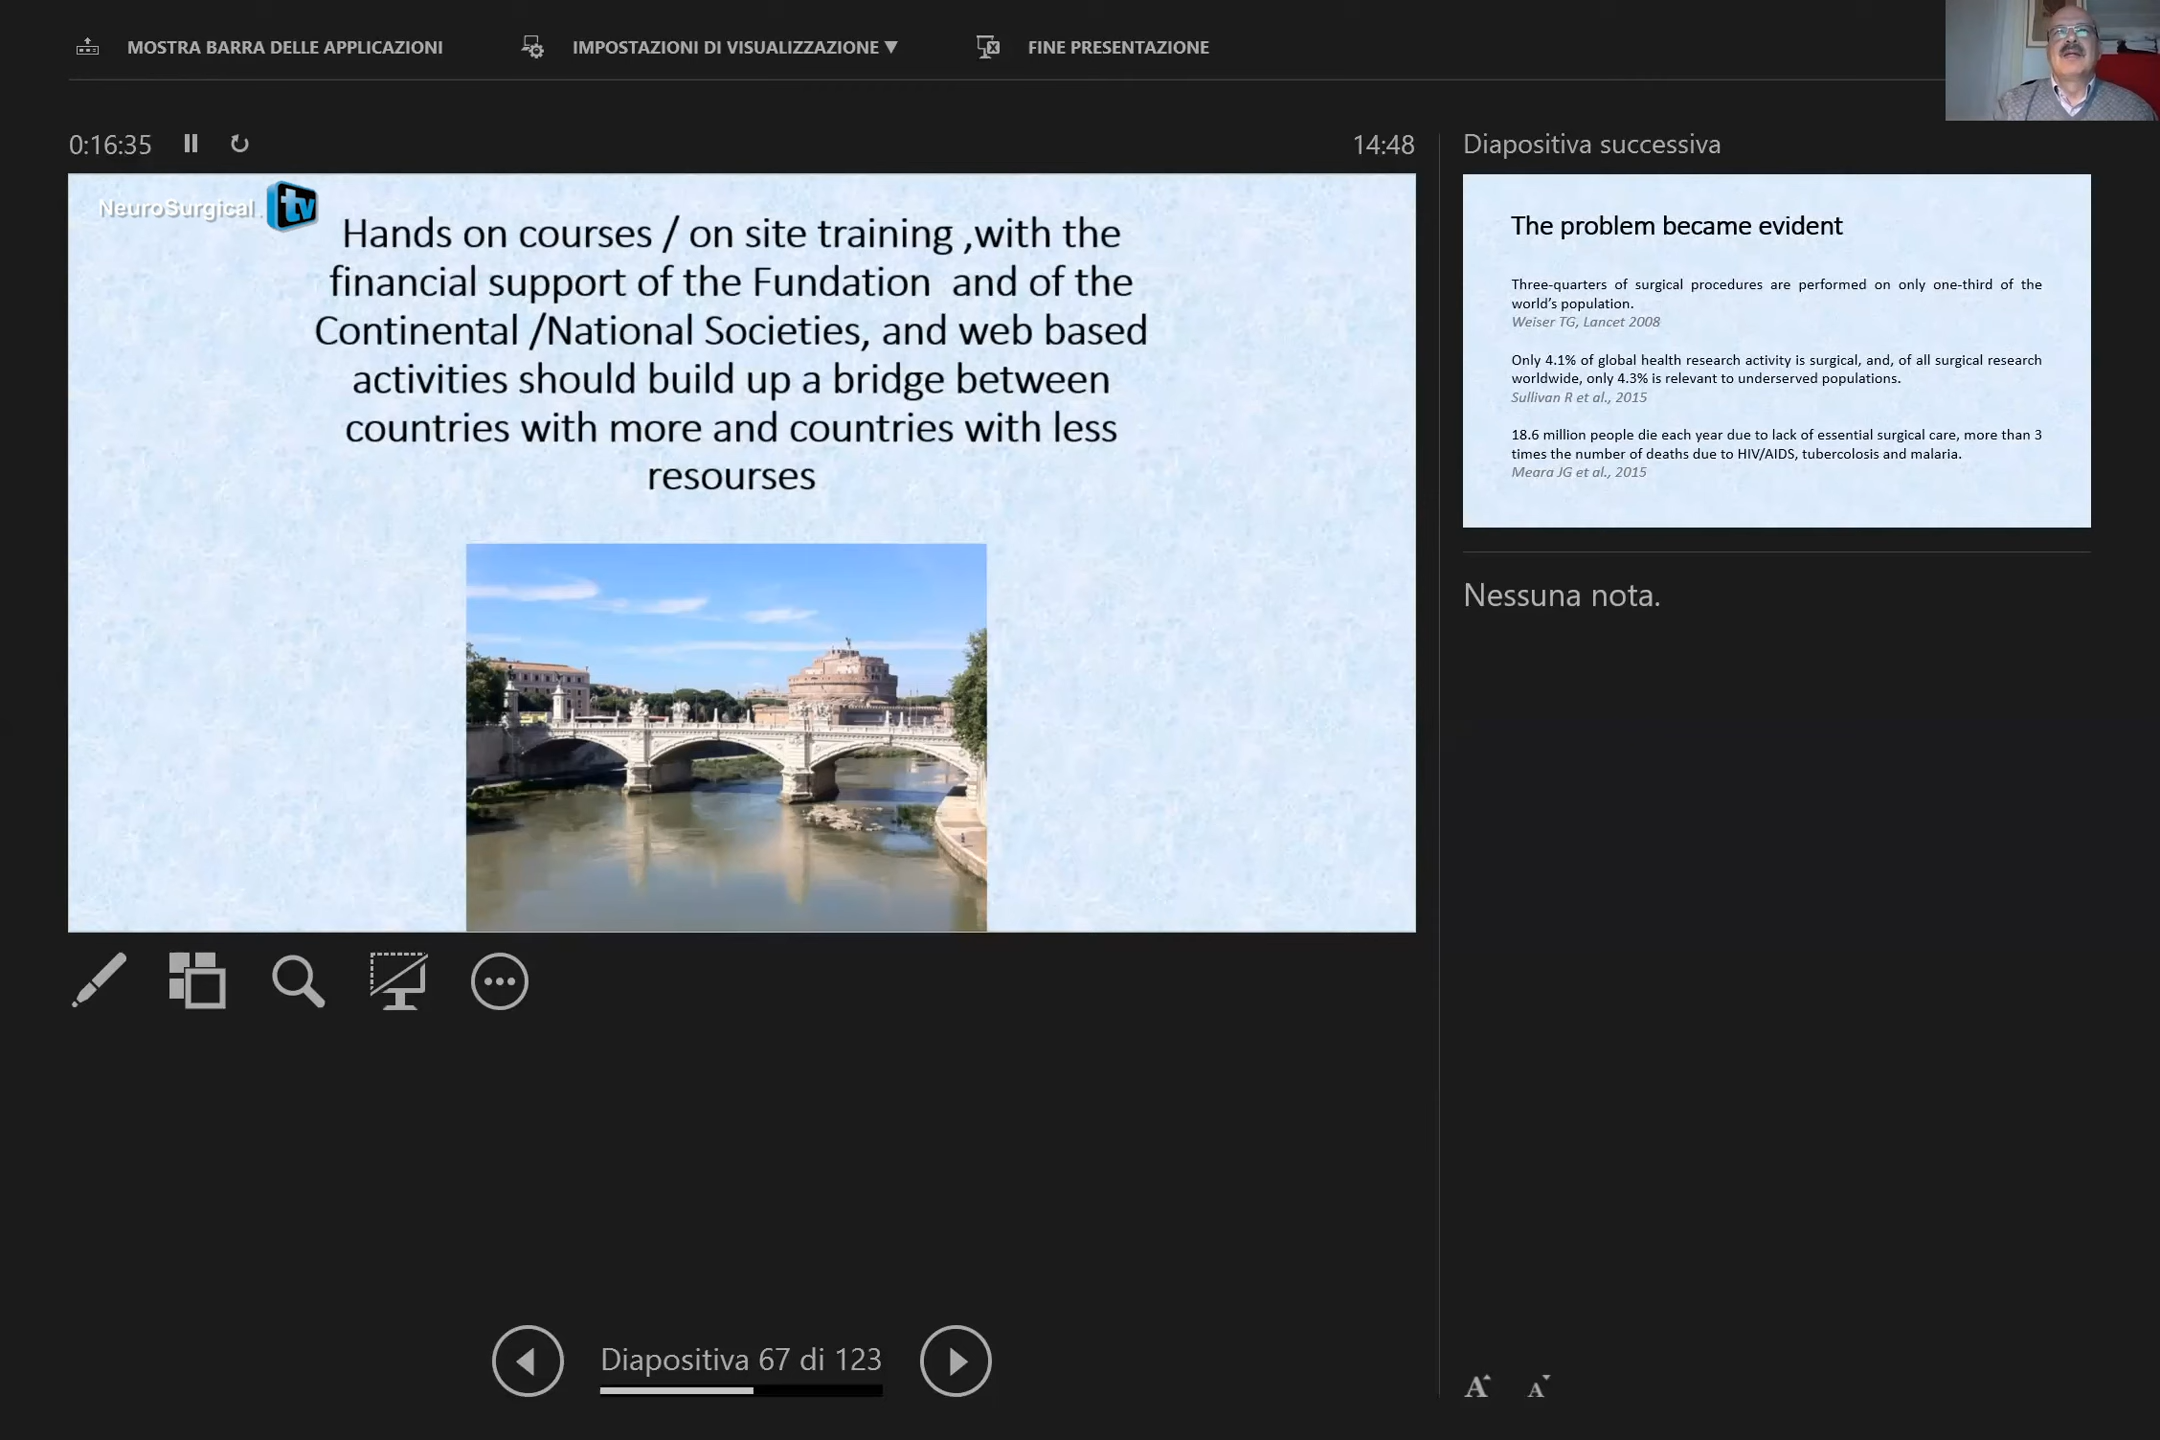 MOSTRA BARRA DELLE APPLICAZIONI
IMPOSTAZIONI DI VISUALIZZAZIONE ▼
FINE PRESENTAZIONE
0:16:35
14:48
NeuroSurgical.
tv
Hands on courses / on site training ,with the
financial support of the Fundation and of the
Continental /National Societies, and web based
activities should build up a bridge between
countries with more and countries with less
resourses
Diapositiva 67 di 123
Diapositiva successiva
The problem became evident
Three-quarters of surgical procedures are performed on only one-third of the
world's population.
Weiser TG, Lancet 2008
Only 4.1% of global health research activity is surgical, and, of all surgical research
worldwide, only 4.3% is relevant to underserved populations.
Sullivan R et al., 2015
18.6 million people die each year due to lack of essential surgical care, more than 3
times the number of deaths due to HIV/AIDS, tubercolosis and malaria.
Meara JG et al., 2015
Nessuna nota.
A A